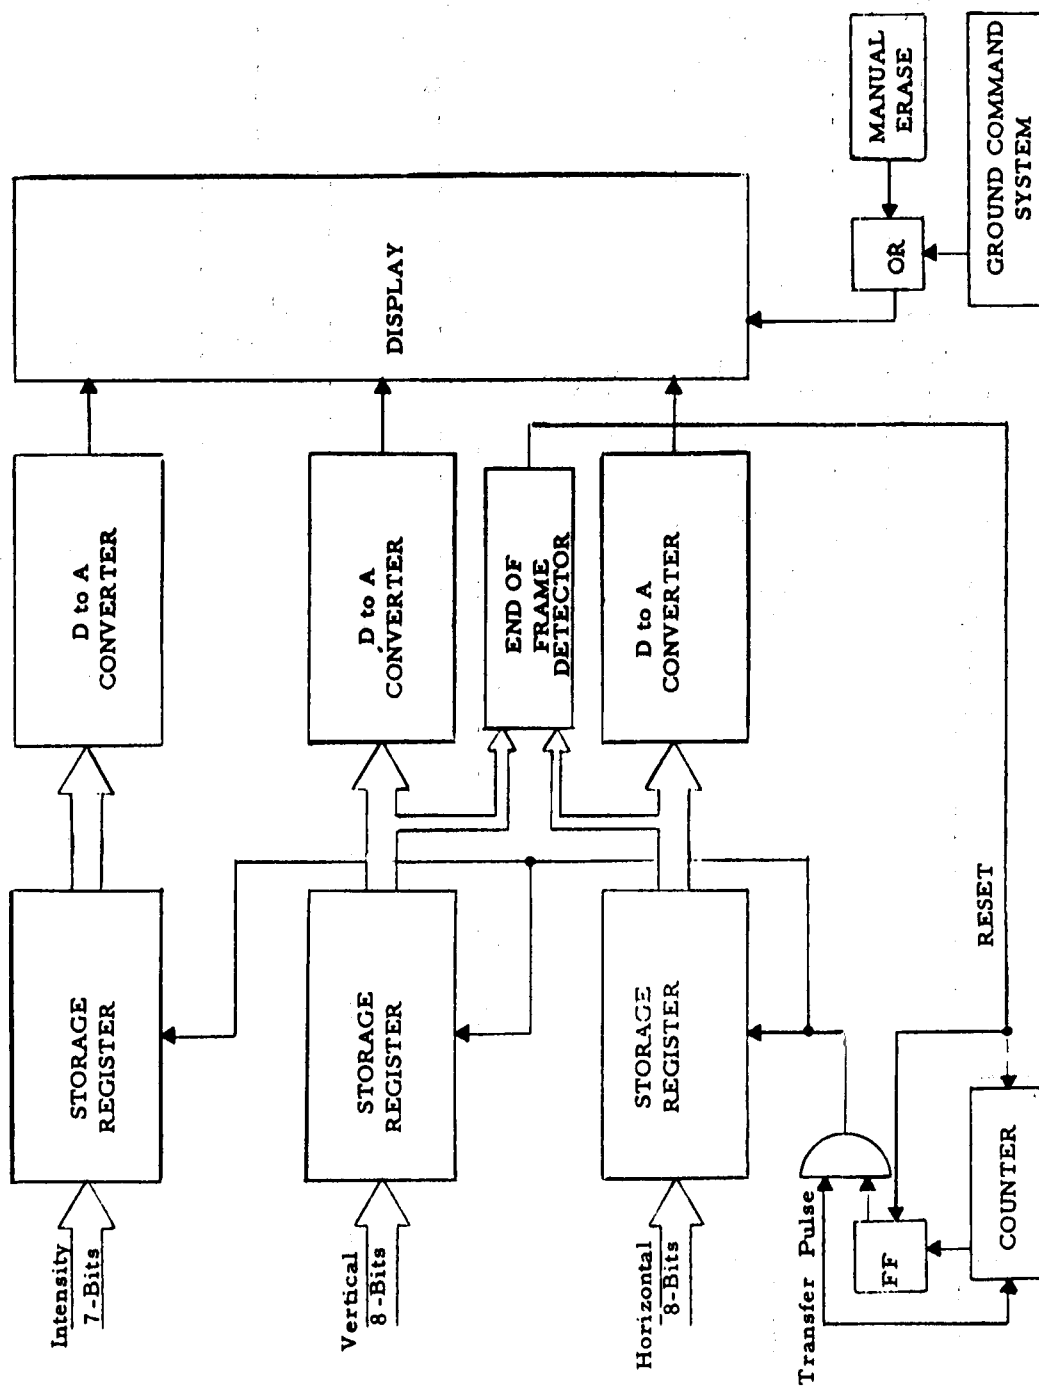 Intensity
7-Bits
STORAGE
REGISTER
D to A
CONVERTER
Vertical
8-Bits
STORAGE
REGISTER
D to A
CONVERTER
DISPLAY
END OF
FRAME
DETECTOR
Horizontal
8-Bits
STORAGE
REGISTER
D to A
CONVERTER
Transfer Pulse
FF
COUNTER
RESET
OR
MANUAL
ERASE
GROUND COMMAND
SYSTEM